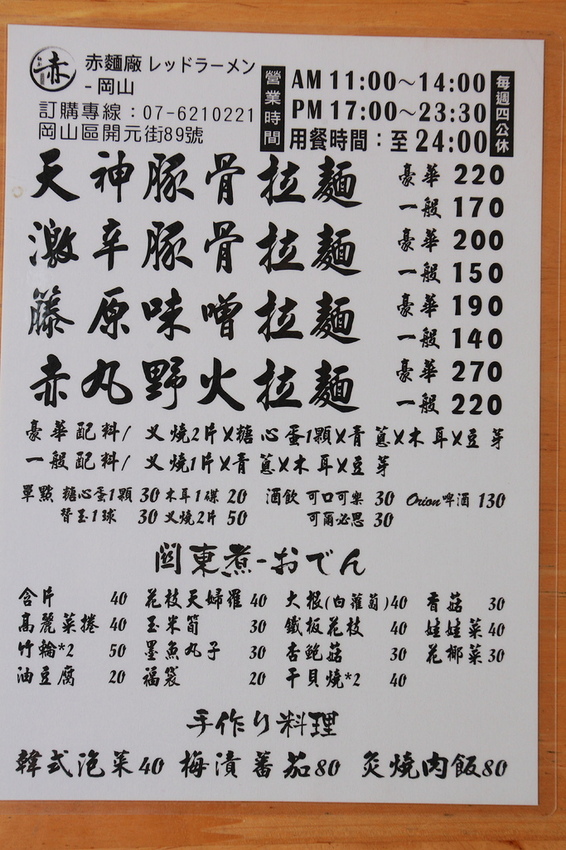 赤
赤麵廠 レッドラーメン
-岡山
訂購專線：07-6210221
岡山區開元街89號
營業時間
AM 11:00～14:00
PM 17:00～23:30
用餐時間：至 24:00
每週四公休
天神豚骨拉麵 豪華 220
一般 170
激辛豚骨拉麵 豪華 200
一般 150
藤原味噌拉麵 豪華 190
一般 140
赤丸野火拉麵 豪華 270
一般 220
豪華配料/ 叉燒2片X糖心蛋1顆X青蔥X木耳X豆芽
一般配料/ 叉燒1片X青蔥X木耳X豆芽
單點 糖心蛋1顆 30 木耳1碟 20 酒飲 可口可樂 30 Orion啤酒 130
替玉1球 30 叉燒2片 50 可爾必思 30
關東煮-おでん
含片 40 花枝天婦羅 40 大根(白蘿蔔) 40 香菇 30
高麗菜捲 40 玉米筍 30 鐵板花枝 40 娃娃菜 40
竹輪*2 50 墨魚丸子 30 杏鮑菇 30 花椰菜 30
油豆腐 20 福袋 20 干貝燒*2 40
手作り料理
韓式泡菜 40 梅漬蕃茄 80 炙燒肉飯 80